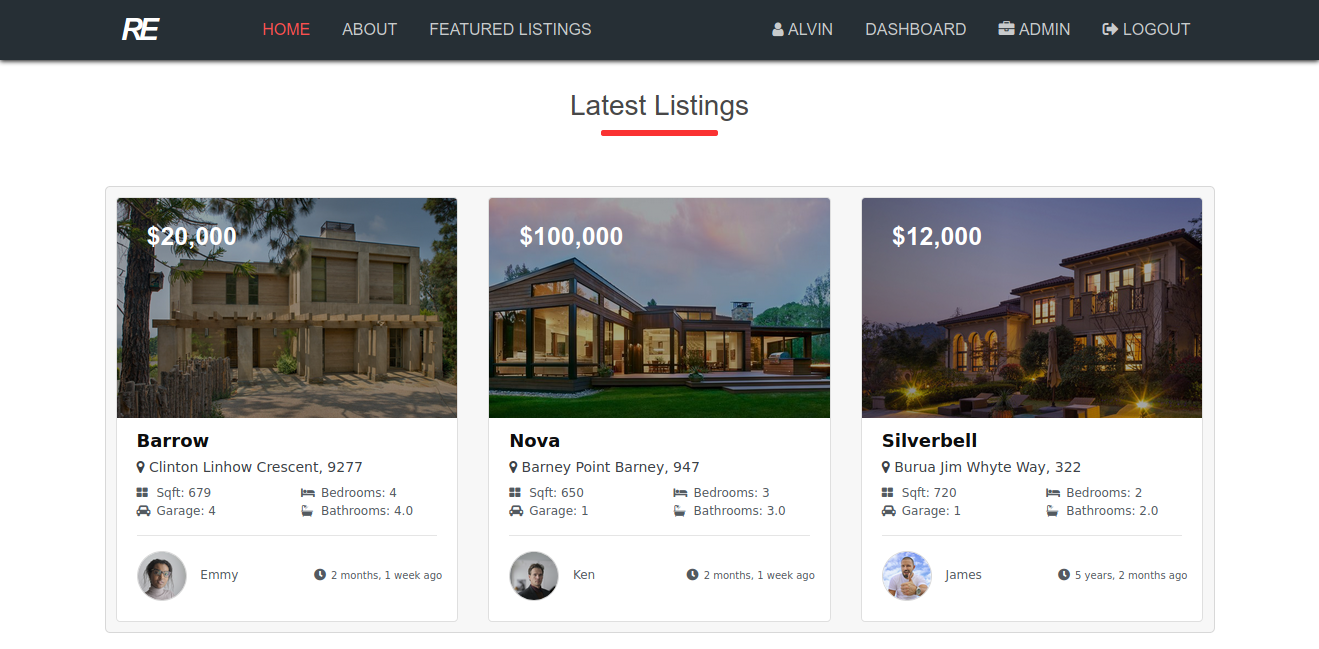 RE HOME ABOUT FEATURED LISTINGS ALVIN DASHBOARD ADMIN LOGOUT
Latest Listings
$20,000
Barrow
Clinton Linhow Crescent, 9277
Sqft: 679 Bedrooms: 4
Garage: 4 Bathrooms: 4.0
Emmy 2 months, 1 week ago
$100,000
Nova
Barney Point Barney, 947
Sqft: 650 Bedrooms: 3
Garage: 1 Bathrooms: 3.0
Ken 2 months, 1 week ago
$12,000
Silverbell
Burua Jim Whyte Way, 322
Sqft: 720 Bedrooms: 2
Garage: 1 Bathrooms: 2.0
James 5 years, 2 months ago